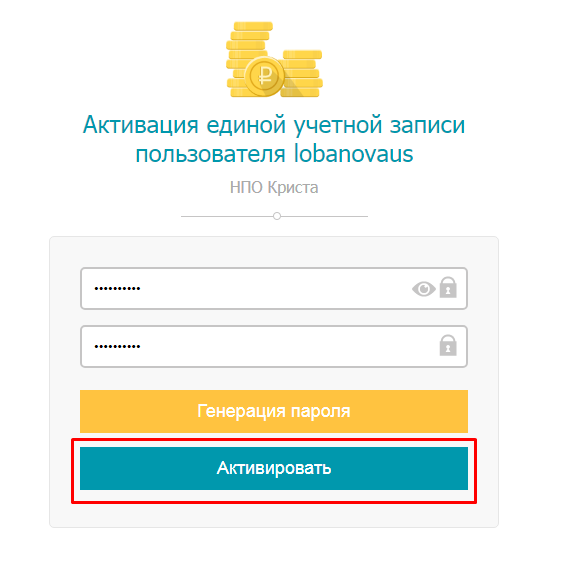 Активация единой учетной записи
пользователя lobanovaus
НПО Криста
••••••••••
••••••••••
Генерация пароля
Активировать